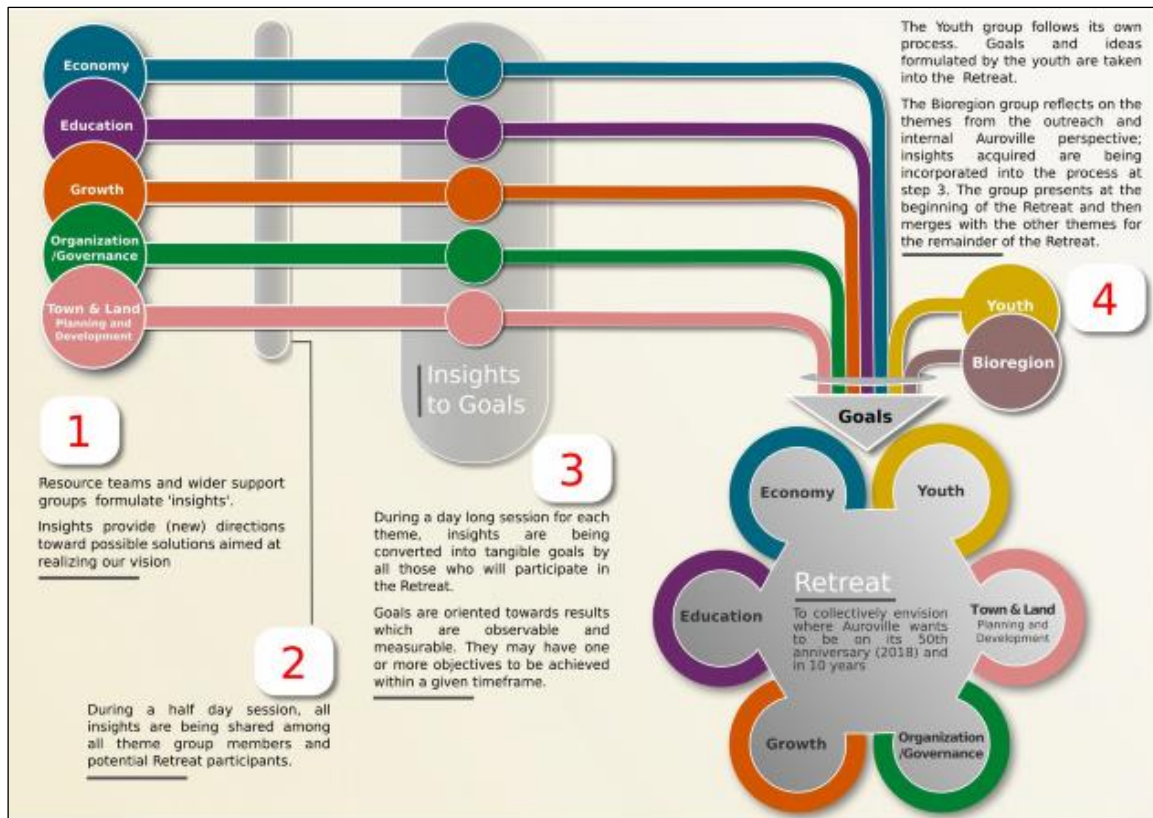 Economy
Education
Growth
Organization
/Governance
Town & Land
Planning and
Development
Insights
to Goals
1
Resource teams and wider support
groups formulate 'insights'.
Insights provide (new) directions
toward possible solutions aimed at
realizing our vision
2
During a half day session, all
insights are being shared among
all theme group members and
potential Retreat participants.
3
During a day long session for each
theme, insights are being
converted into tangible goals by
all those who will participate in
the Retreat.
Goals are oriented towards results
which are observable and
measurable. They may have one
or more objectives to be achieved
within a given timeframe.
The Youth group follows its own
process. Goals and ideas
formulated by the youth are taken
into the Retreat.
The Bioregion group reflects on the
themes from the outreach and
internal Auroville perspective;
insights acquired are being
incorporated into the process at
step 3. The group presents at the
beginning of the Retreat and then
merges with the other themes for
the remainder of the Retreat.
4
Youth
Bioregion
Goals
Economy
Youth
Education
Retreat
To collectively envision
where Auroville wants
to be on its 50th
anniversary (2018) and
in 10 years
Town & Land
Planning and
Development
Growth
Organization
/Governance